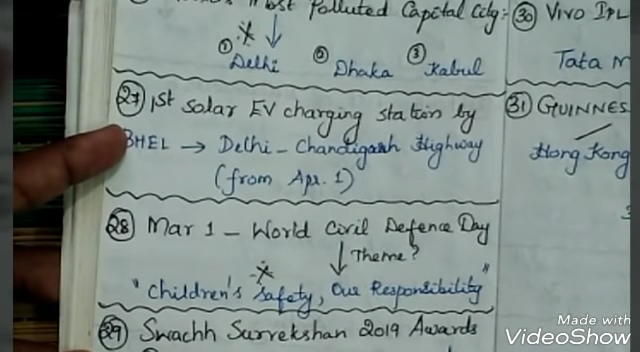 Most Polluted Capital City:-
① Delhi ② Dhaka ③ Kabul
27 1st Solar EV charging station by
BHEL → Delhi - Chandigarh Highway
(from Apr. 1)
28 Mar 1 - World Civil Defence Day
Theme?
"Children's Safety, Our Responsibility"
29 Swachh Survekshan 2019 Awards
30 VIVO IPL
Tata M
31 GUINNES
Hong Kong
Made with
VideoShow